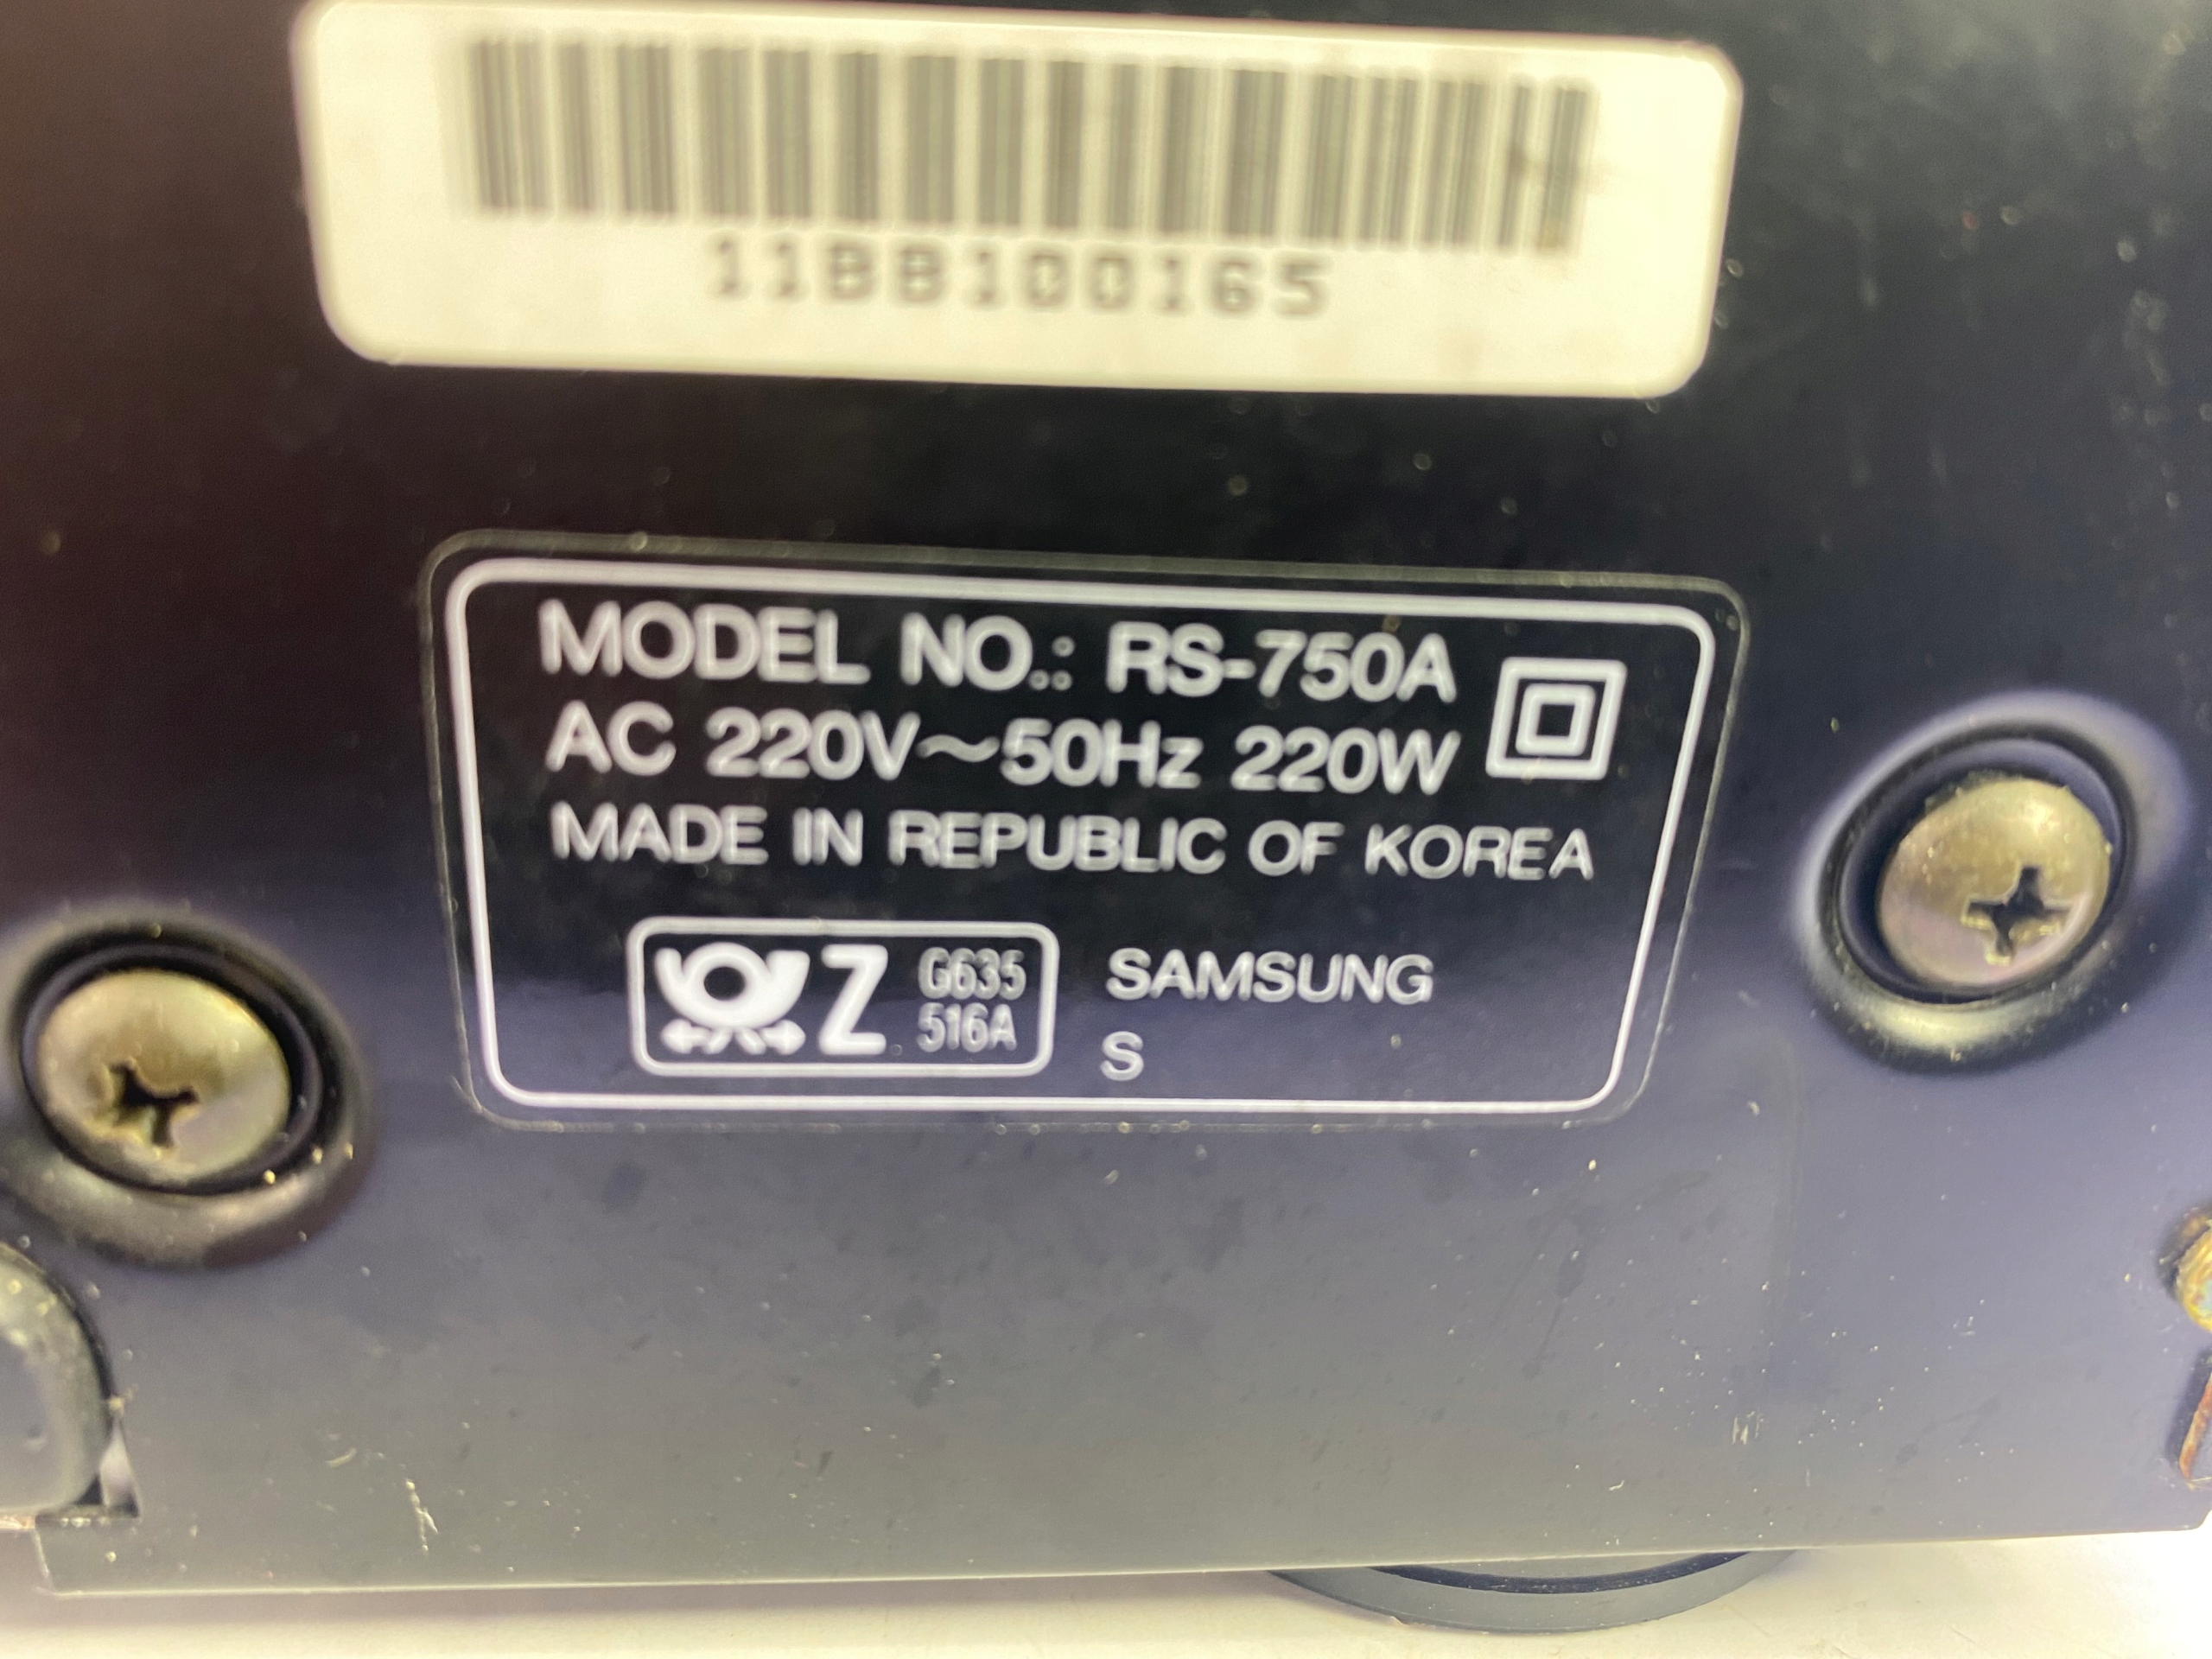 11BB100165
MODEL NO.: RS-750A
AC 220V~50Hz 220W
MADE IN REPUBLIC OF KOREA
Z G635
516A
SAMSUNG
S